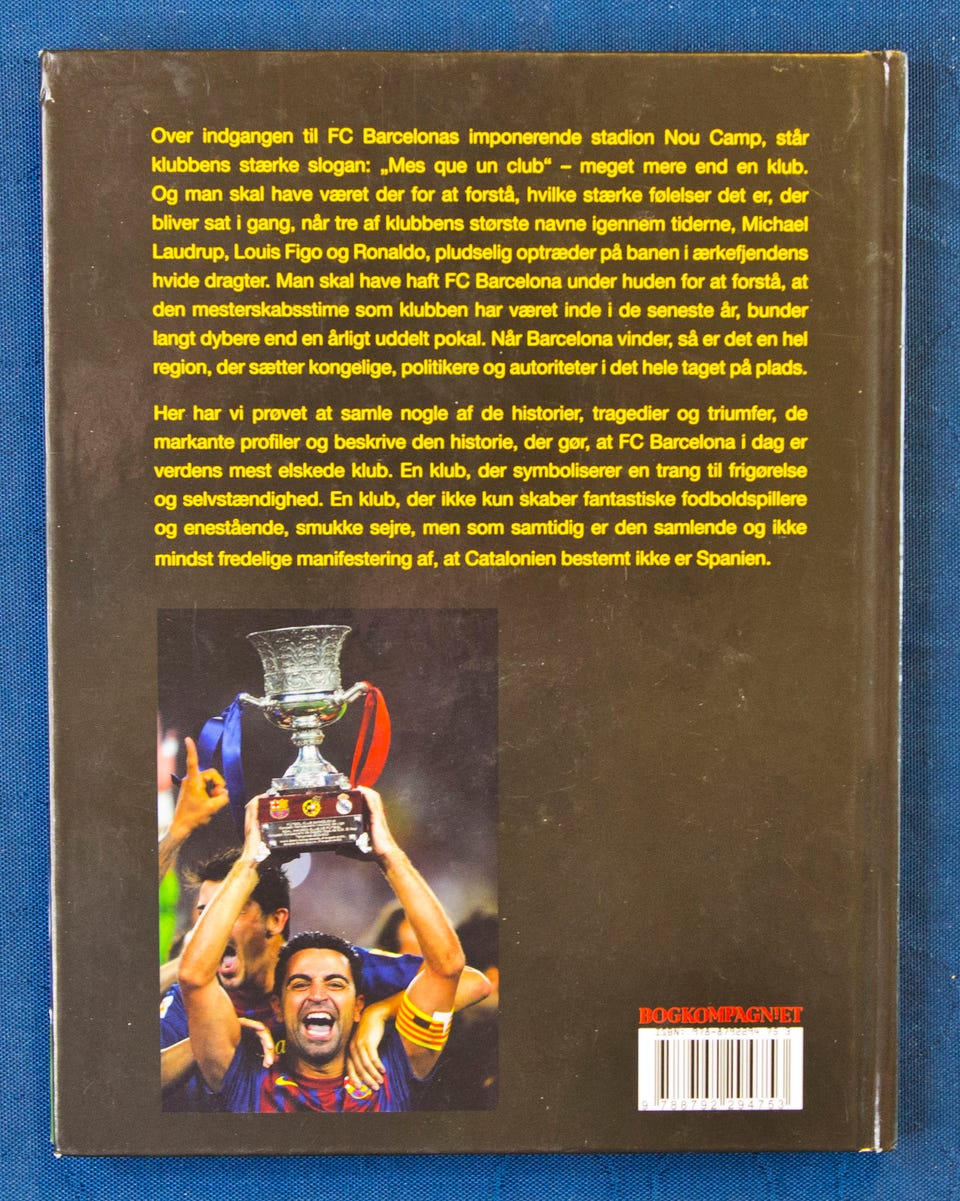 Over indgangen til FC Barcelonas imponerende stadion Nou Camp, står
klubbens stærke slogan: „Mes que un club“ – meget mere end en klub.
Og man skal have været der for at forstå, hvilke stærke følelser det er, der
bliver sat i gang, når tre af klubbens største navne igennem tiderne, Michael
Laudrup, Louis Figo og Ronaldo, pludselig optræder på banen i ærkefjendens
hvide dragter. Man skal have haft FC Barcelona under huden for at forstå, at
den mesterskabsstime som klubben har været inde i de seneste år, bunder
langt dybere end en årligt uddelt pokal. Når Barcelona vinder, så er det en hel
region, der sætter kongelige, politikere og autoriteter i det hele taget på plads.
Her har vi prøvet at samle nogle af de historier, tragedier og triumfer, de
markante profiler og beskrive den historie, der gør, at FC Barcelona i dag er
verdens mest elskede klub. En klub, der symboliserer en trang til frigørelse
og selvstændighed. En klub, der ikke kun skaber fantastiske fodboldspillere
og enestående, smukke sejre, men som samtidig er den samlende og ikke
mindst fredelige manifestering af, at Catalonien bestemt ikke er Spanien.
BOGKOMPAGNIET
ISBN:
9 788792 294753